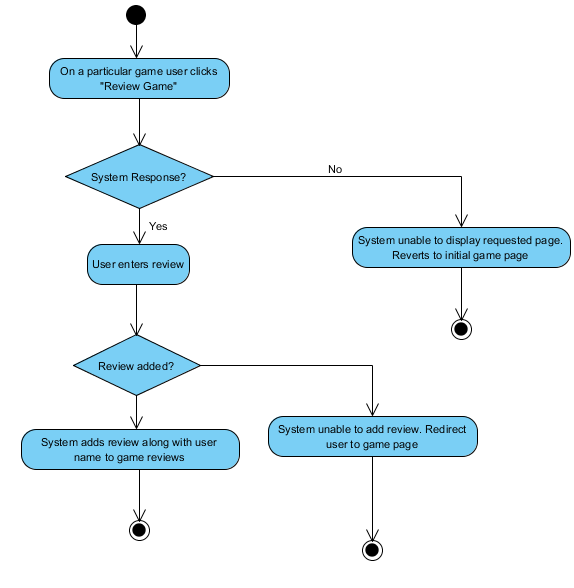 On a particular game user clicks
"Review Game"
System Response?
No
Yes
System unable to display requested page.
Reverts to initial game page
User enters review
Review added?
System adds review along with user
name to game reviews
System unable to add review. Redirect
user to game page